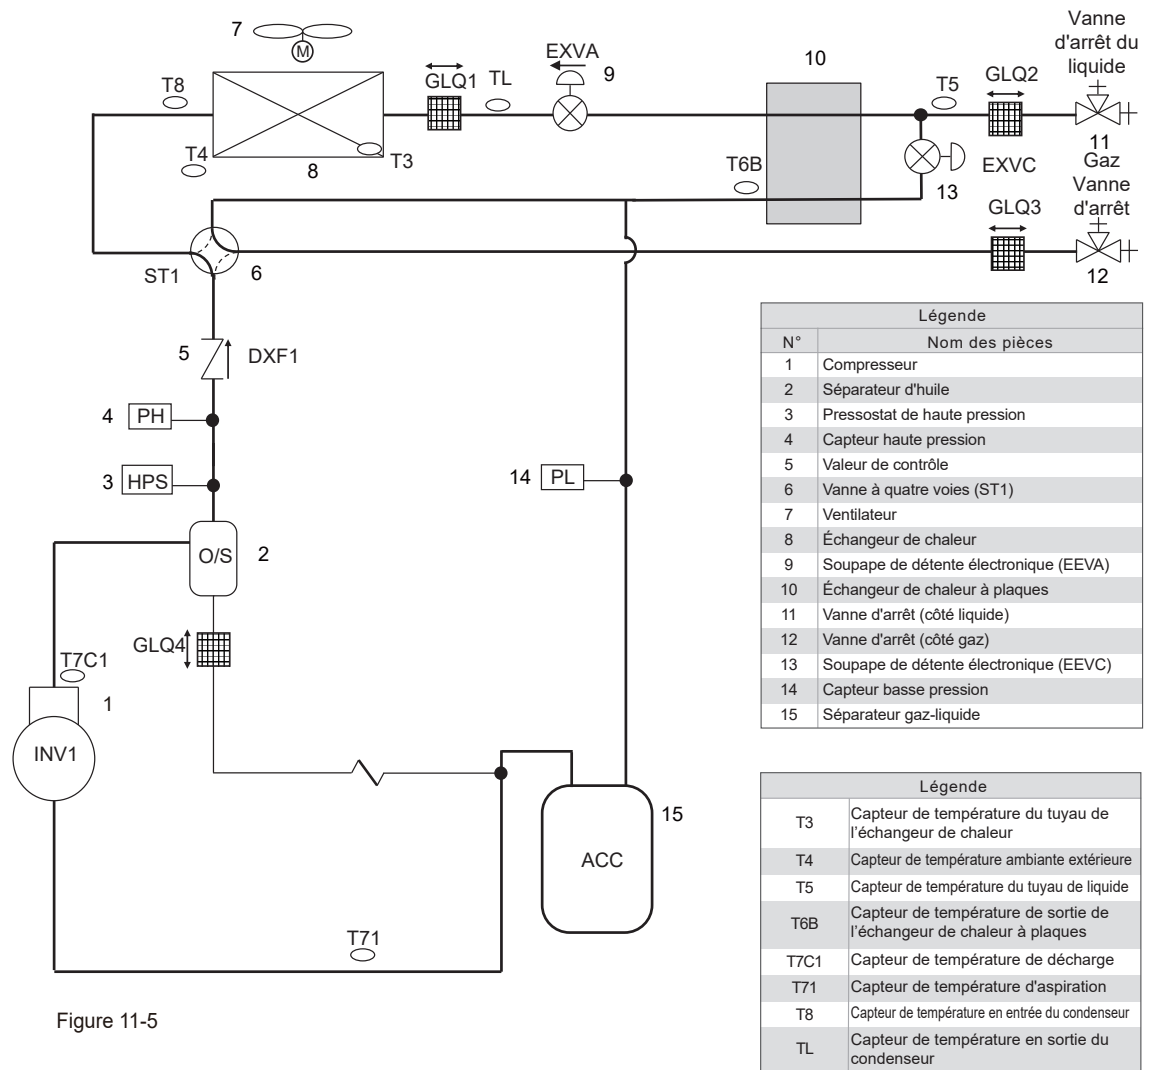 7
M
T8
T4
T3
8
GLQ1
TL
EXVA
9
10
T6B
T5
GLQ2
Vanne
d'arrêt du
liquide
11
EXVC
13
Gaz
Vanne
d'arrêt
GLQ3
12
ST1
6
5
DXF1
4
PH
3
HPS
14
PL
O/S
2
GLQ4
T7C1
1
INV1
15
ACC
T71
Figure 11-5
Légende
N° Nom des pièces
1 Compresseur
2 Séparateur d'huile
3 Pressostat de haute pression
4 Capteur haute pression
5 Valeur de contrôle
6 Vanne à quatre voies (ST1)
7 Ventilateur
8 Échangeur de chaleur
9 Soupape de détente électronique (EEVA)
10 Échangeur de chaleur à plaques
11 Vanne d'arrêt (côté liquide)
12 Vanne d'arrêt (côté gaz)
13 Soupape de détente électronique (EEVC)
14 Capteur basse pression
15 Séparateur gaz-liquide
Légende
T3 Capteur de température du tuyau de
l'échangeur de chaleur
T4 Capteur de température ambiante extérieure
T5 Capteur de température du tuyau de liquide
T6B Capteur de température de sortie de
l'échangeur de chaleur à plaques
T7C1 Capteur de température de décharge
T71 Capteur de température d'aspiration
T8 Capteur de température en entrée du condenseur
TL Capteur de température en sortie du
condenseur